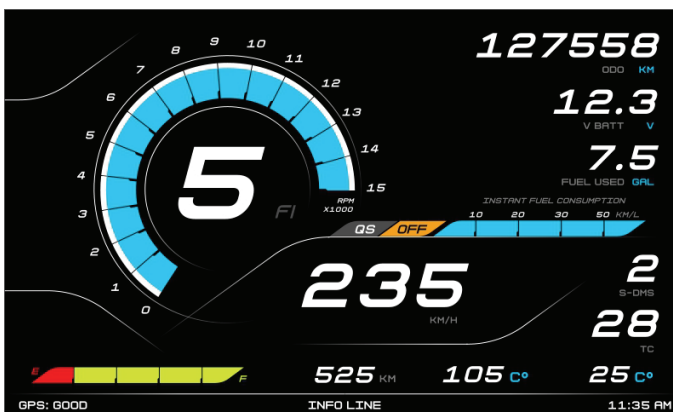 127558
ODO KM
12.3
V BATT V
7.5
FUEL USED GAL
0
1
2
3
4
5
6
7
8
9
10
11
12
13
14
15
RPM
X1000
5
FI
INSTANT FUEL CONSUMPTION
10 20 30 50 KM/L
QS OFF
235
KM/H
2
S-DMS
28
TC
E F
525 KM 105 C° 25 C°
GPS: GOOD INFO LINE 11:35 AM